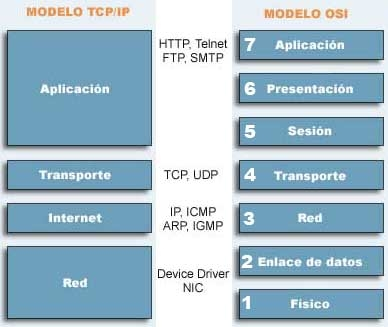 MODELO TCP/IP
MODELO OSI
Aplicación
HTTP, Telnet
FTP, SMTP
7 Aplicación
6 Presentación
5 Sesión
Transporte
TCP, UDP
4 Transporte
Internet
IP, ICMP
ARP, IGMP
3 Red
Red
Device Driver
NIC
2 Enlace de datos
1 Físico